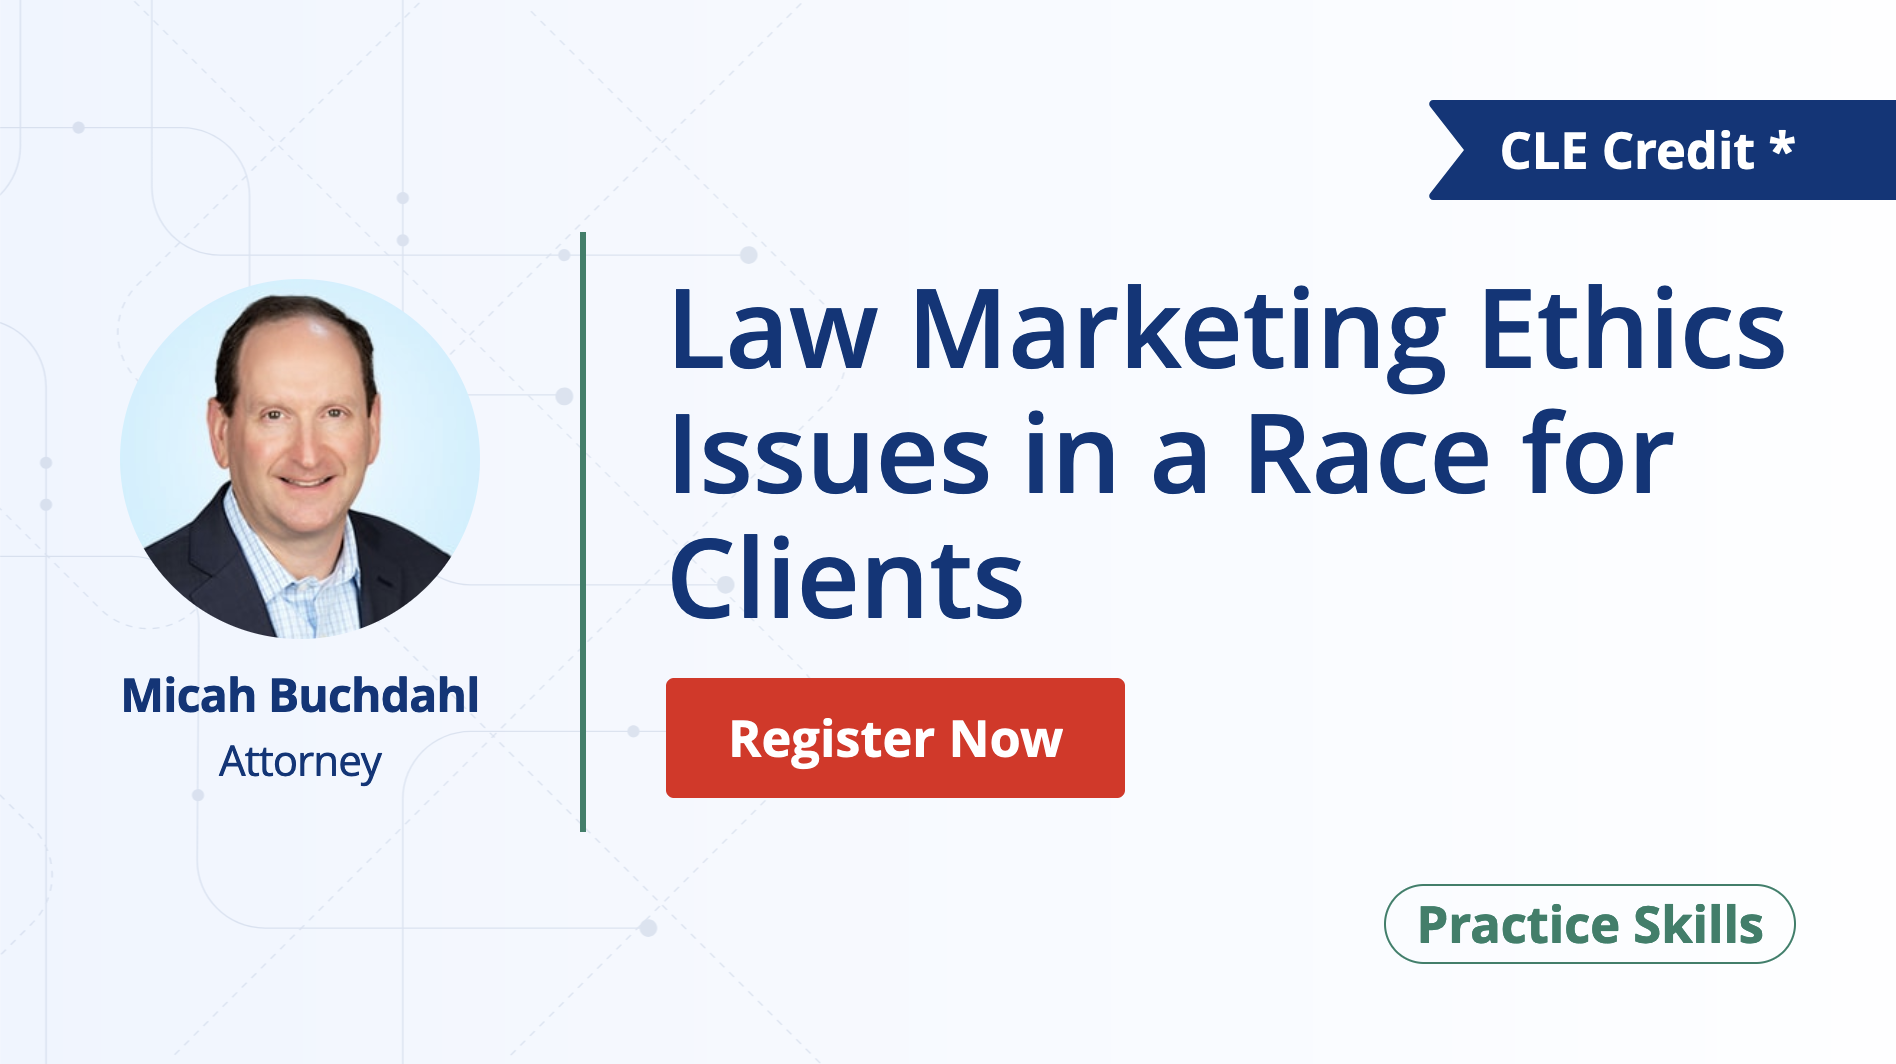 CLE Credit *
Law Marketing Ethics
Issues in a Race for
Clients
Micah Buchdahl
Attorney
Register Now
Practice Skills